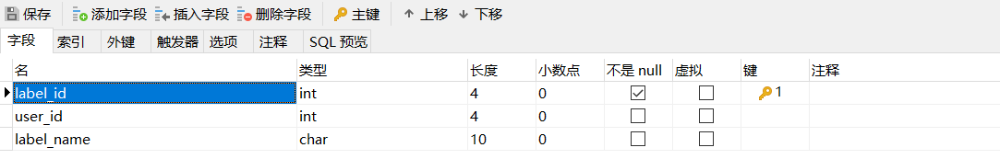 保存 添加字段 插入字段 删除字段 主键 上移 下移
字段 索引 外键 触发器 选项 注释 SQL 预览
名 类型 长度 小数点 不是 null 虚拟 键 注释
label_id int 4 0 1
user_id int 4 0
label_name char 10 0